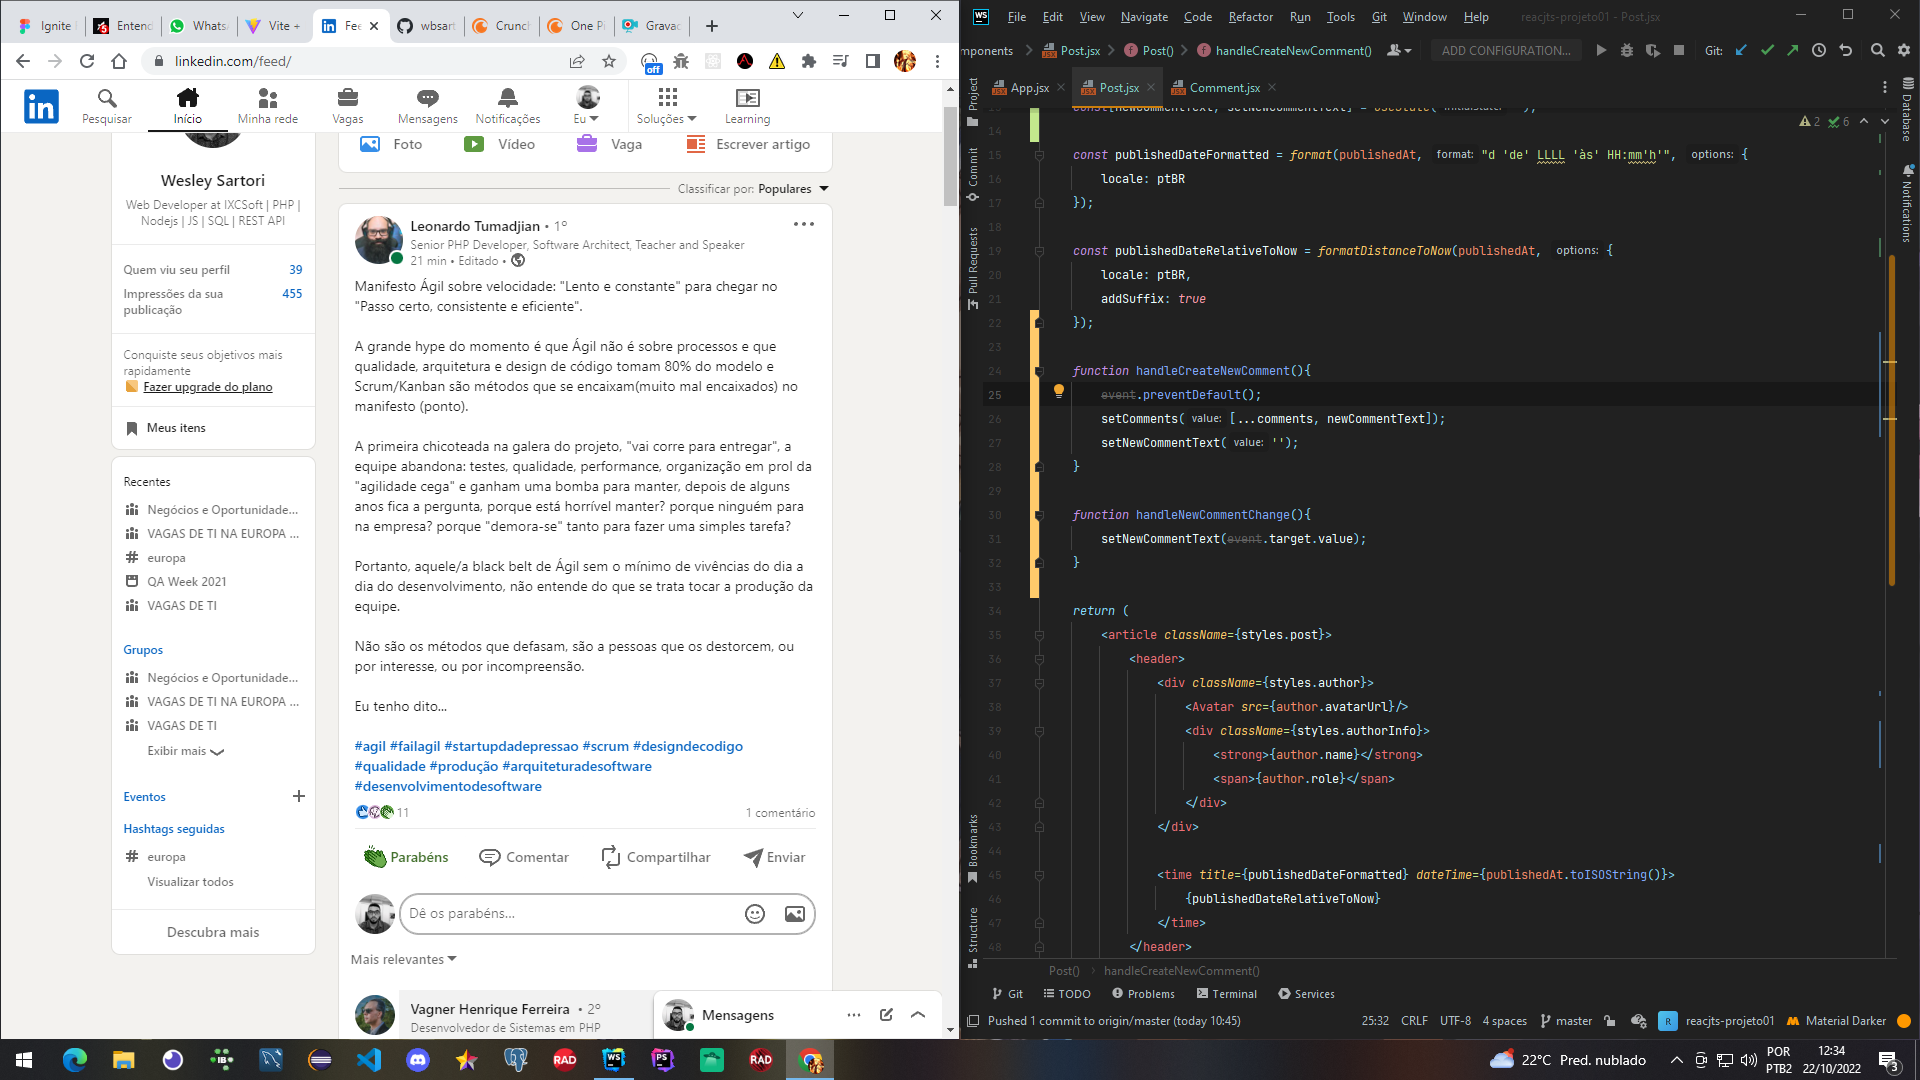 Ignite
Entend
Whats
Vite +
Fee
wbsart
Crunch
One Pi
Gravac
linkedin.com/feed/
off
Pesquisar
Início
Minha rede
Vagas
Mensagens
Notificações
Eu
Soluções
Learning
Wesley Sartori
Web Developer at IXCSoft | PHP |
Nodejs | JS | SQL | REST API
Quem viu seu perfil 39
Impressões da sua 455
publicação
Conquiste seus objetivos mais
rapidamente
Fazer upgrade do plano
Meus itens
Recentes
Negócios e Oportunidade...
VAGAS DE TI NA EUROPA ...
# europa
QA Week 2021
VAGAS DE TI
Grupos
Negócios e Oportunidade...
VAGAS DE TI NA EUROPA ...
VAGAS DE TI
Exibir mais
Eventos +
Hashtags seguidas
# europa
Visualizar todos
Descubra mais
Foto
Vídeo
Vaga
Escrever artigo
Classificar por: Populares
Leonardo Tumadjian • 1º
Senior PHP Developer, Software Architect, Teacher and Speaker
21 min • Editado •
Manifesto Ágil sobre velocidade: "Lento e constante" para chegar no
"Passo certo, consistente e eficiente".
A grande hype do momento é que Ágil não é sobre processos e que
qualidade, arquitetura e design de código tomam 80% do modelo e
Scrum/Kanban são métodos que se encaixam(muito mal encaixados) no
manifesto (ponto).
A primeira chicoteada na galera do projeto, "vai corre para entregar", a
equipe abandona: testes, qualidade, performance, organização em prol da
"agilidade cega" e ganham uma bomba para manter, depois de alguns
anos fica a pergunta, porque está horrível manter? porque ninguém para
na empresa? porque "demora-se" tanto para fazer uma simples tarefa?
Portanto, aquele/a black belt de Ágil sem o mínimo de vivências do dia a
dia do desenvolvimento, não entende do que se trata tocar a produção da
equipe.
Não são os métodos que defasam, são a pessoas que os destorcem, ou
por interesse, ou por incompreensão.
Eu tenho dito...
#agil #failagil #startupdadepressao #scrum #designdecodigo
#qualidade #produção #arquiteturadesoftware
#desenvolvimentodesoftware
11
1 comentário
Parabéns
Comentar
Compartilhar
Enviar
Dê os parabéns...
Mais relevantes
Vagner Henrique Ferreira • 2º
Desenvolvedor de Sistemas em PHP
Mensagens
WS File Edit View Navigate Code Refactor Run Tools Git Window Help reacjts-projeto01 - Post.jsx
mponents Post.jsx Post() handleCreateNewComment() ADD CONFIGURATION... Git:
App.jsx
Post.jsx
Comment.jsx
Project
Commit
Pull Requests
Bookmarks
Structure
Database
Notifications
2 6
14
15 const publishedDateFormatted = format(publishedAt, format: "d 'de' LLLL 'às' HH:mm'h'", options: {
16 locale: ptBR
17 });
18
19 const publishedDateRelativeToNow = formatDistanceToNow(publishedAt, options: {
20 locale: ptBR,
21 addSuffix: true
22 });
23
24 function handleCreateNewComment(){
25 event.preventDefault();
26 setComments( value: [...comments, newCommentText]);
27 setNewCommentText( value: '');
28 }
29
30 function handleNewCommentChange(){
31 setNewCommentText(event.target.value);
32 }
33
34 return (
35 <article className={styles.post}>
36 <header>
37 <div className={styles.author}>
38 <Avatar src={author.avatarUrl}/>
39 <div className={styles.authorInfo}>
40 <strong>{author.name}</strong>
41 <span>{author.role}</span>
42 </div>
43 </div>
44
45 <time title={publishedDateFormatted} dateTime={publishedAt.toISOString()}>
46 {publishedDateRelativeToNow}
47 </time>
48 </header>
Post() handleCreateNewComment()
Git TODO Problems Terminal Services
Pushed 1 commit to origin/master (today 10:45) 25:32 CRLF UTF-8 4 spaces master R reacjts-projeto01 Material Darker
IB
RAD
WS
PS
RAD
22°C Pred. nublado
POR
PTB2
12:34
22/10/2022
3